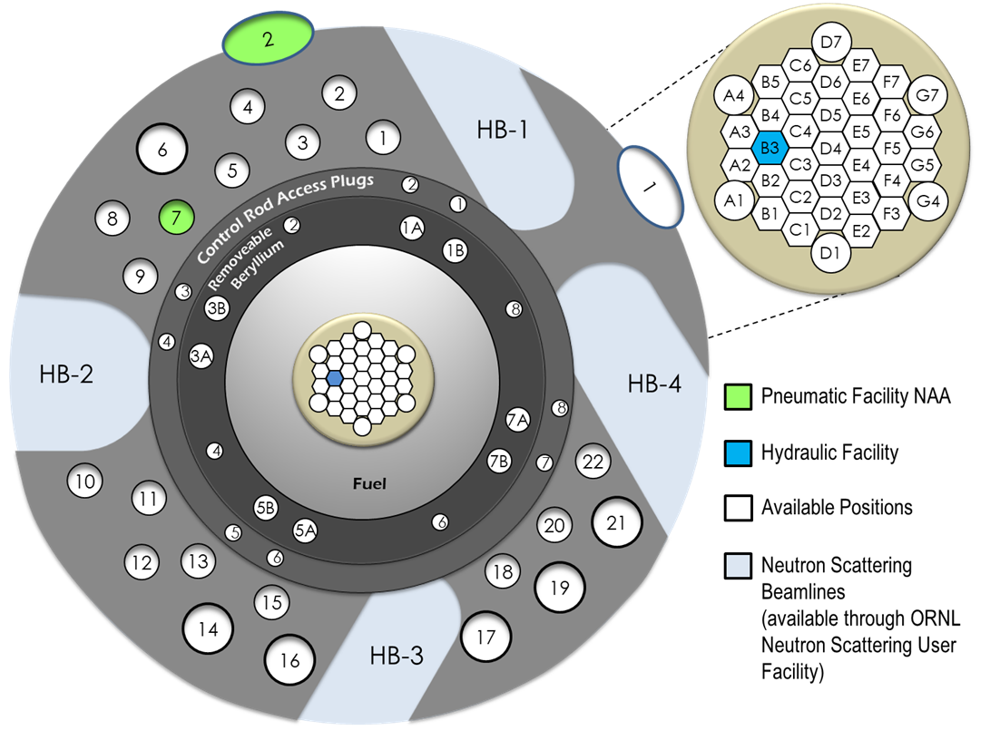 2
HB-1
4
2
3
1
6
5
8
7
9
1
Control Rod Access Plugs
2
1
Removeable
Beryllium
2
1A
1B
3
3B
8
4
3A
HB-2
HB-4
Fuel
4
7A
8
7B
7
5B
5A
6
5
6
10
11
12
13
15
14
16
HB-3
17
18
19
20
21
22
D7
C6
E7
B5
D6
F7
A4
C5
E6
G7
B4
D5
F6
A3
C4
E5
G6
B3
D4
F5
A2
C3
E4
G5
B2
D3
F4
A1
C2
E3
G4
B1
D2
F3
C1
E2
D1
Pneumatic Facility NAA
Hydraulic Facility
Available Positions
Neutron Scattering
Beamlines
(available through ORNL
Neutron Scattering User
Facility)